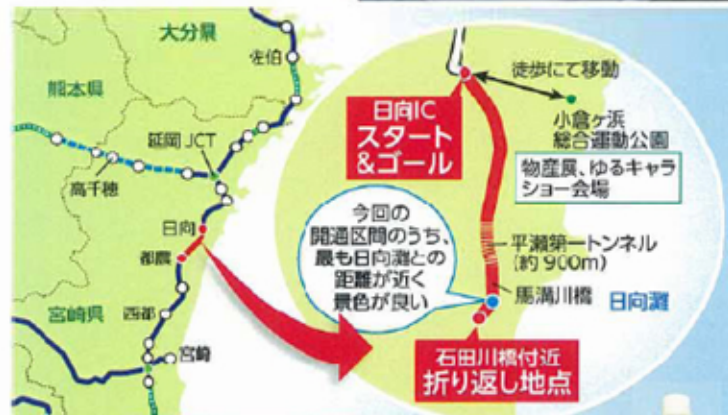 大分県
佐伯
熊本県
延岡 JCT
高千穂
日向
都農
宮崎県
西都
宮崎
徒歩にて移動
日向IC
スタート
&ゴール
小倉ヶ浜
総合運動公園
物産展、ゆるキャラ
ショー会場
今回の
開通区間のうち、
最も日向灘との
距離が近く
景色が良い
平瀬第一トンネル
(約900m)
馬溝川橋
日向灘
石田川橋付近
折り返し地点